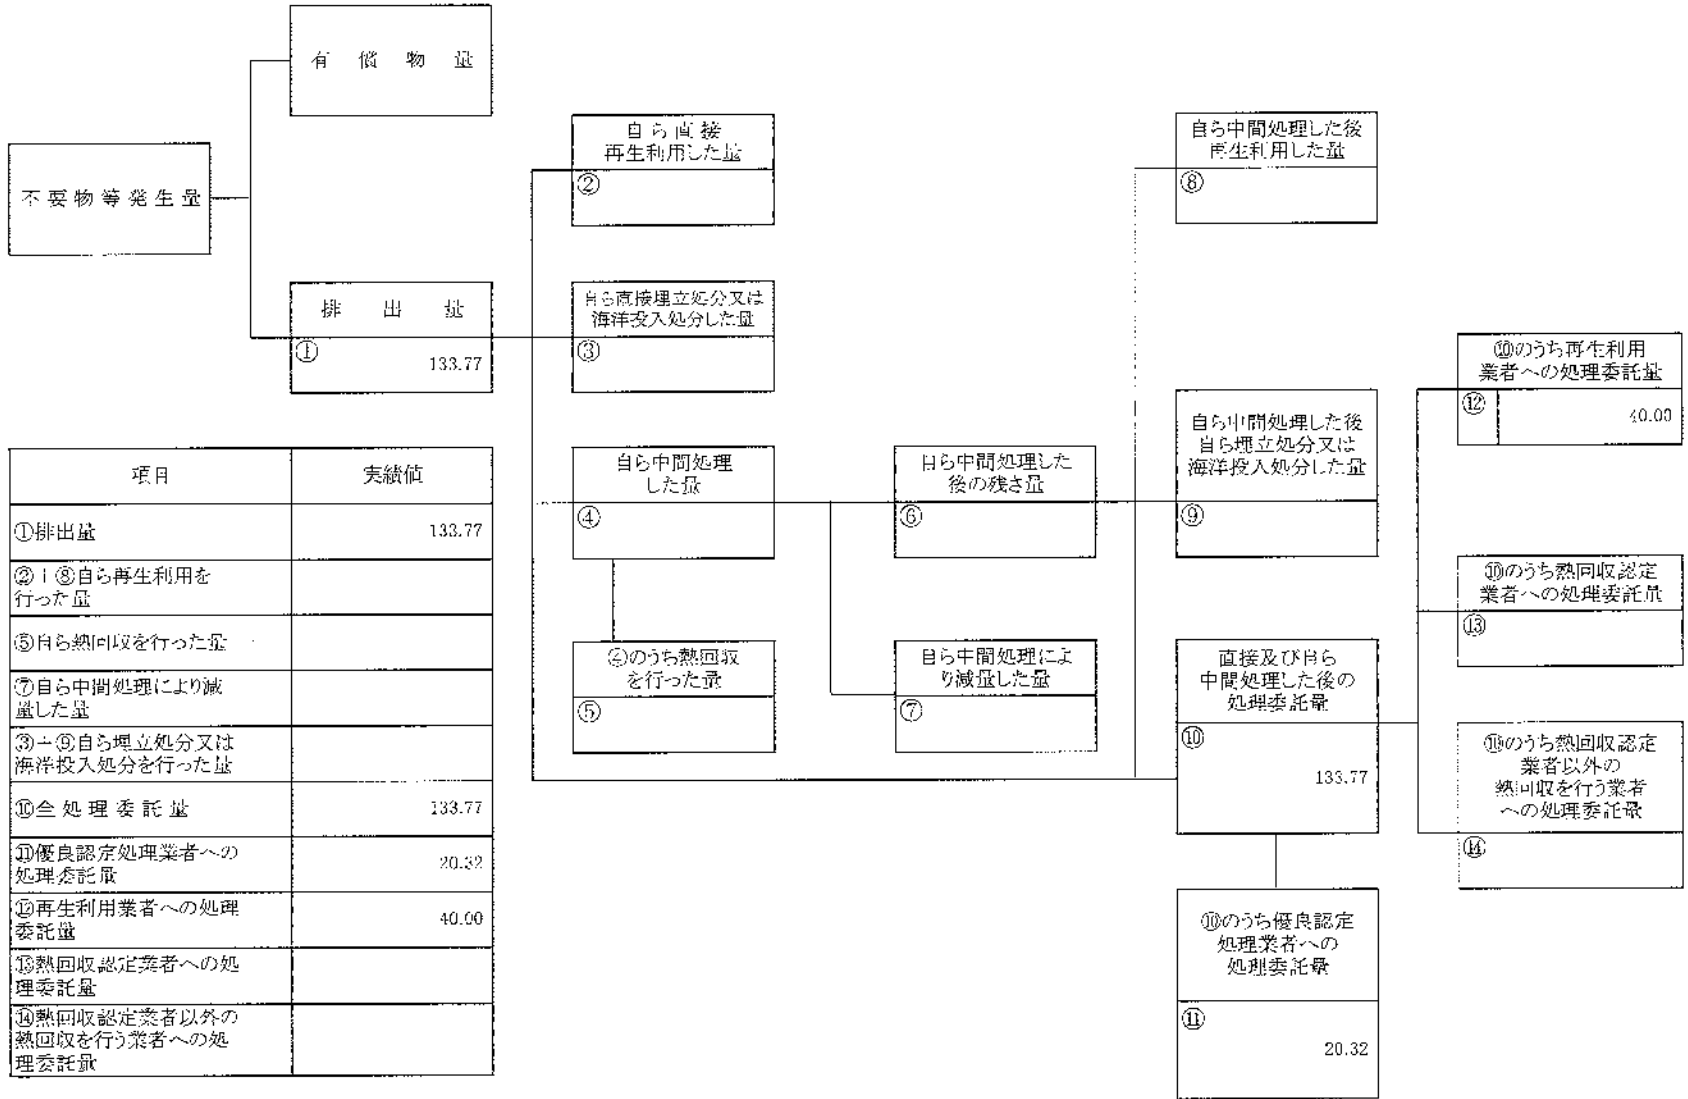 有償物量
不要物等発生量
排出量
①
133.77
自ら直接
再生利用した量
②
自ら直接埋立処分又は
海洋投入処分した量
③
自ら中間処理
した量
④
④のうち熱回収
を行った量
⑤
自ら中間処理した
後の残さ量
⑥
自ら中間処理によ
り減量した量
⑦
自ら中間処理した後
再生利用した量
⑧
自ら中間処理した後
自ら埋立処分又は
海洋投入処分した量
⑨
直接及び自ら
中間処理した後の
処理委託量
⑩
133.77
⑩のうち優良認定
処理業者への
処理委託量
⑪
20.32
⑩のうち再生利用
業者への処理委託量
⑫
40.00
⑩のうち熱回収認定
業者への処理委託量
⑬
⑩のうち熱回収認定
業者以外の
熱回収を行う業者
への処理委託量
⑭
項目 実績値
①排出量 133.77
②+⑧自ら再生利用を
行った量
⑤自ら熱回収を行った量
⑦自ら中間処理により減
量した量
③+⑨自ら埋立処分又は
海洋投入処分を行った量
⑩全処理委託量 133.77
⑪優良認定処理業者への
処理委託量 20.32
⑫再生利用業者への処理
委託量 40.00
⑬熱回収認定業者への処
理委託量
⑭熱回収認定業者以外の
熱回収を行う業者への処
理委託量